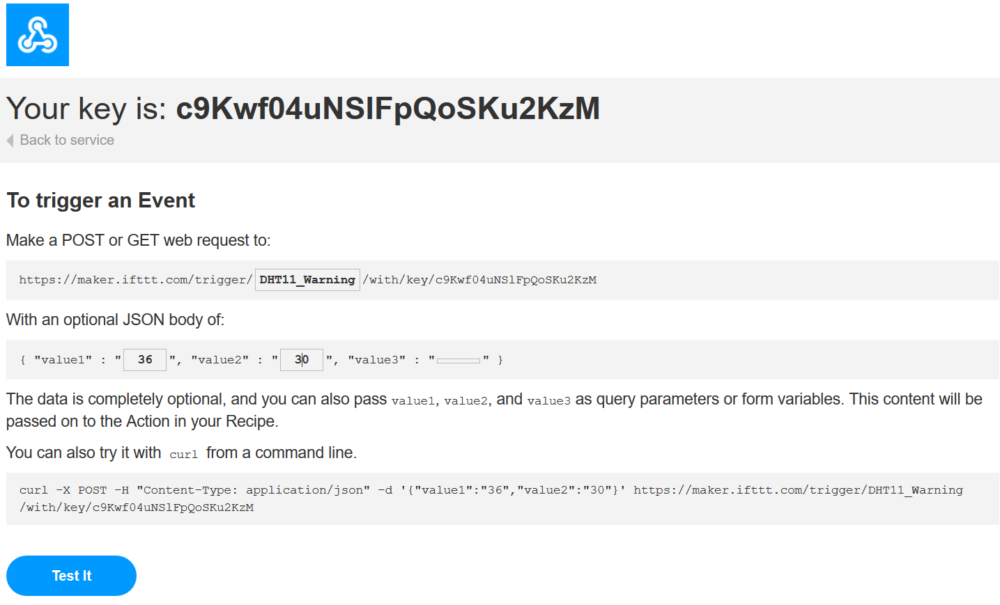 Your key is: c9Kwf04uNSlFpQoSKu2KzM
Back to service
To trigger an Event
Make a POST or GET web request to:
https://maker.ifttt.com/trigger/ DHT11_Warning /with/key/c9Kwf04uNSlFpQoSKu2KzM
With an optional JSON body of:
{ "value1" : " 36 ", "value2" : " 30 ", "value3" : " " }
The data is completely optional, and you can also pass value1, value2, and value3 as query parameters or form variables. This content will be
passed on to the Action in your Recipe.
You can also try it with curl from a command line.
curl -X POST -H "Content-Type: application/json" -d '{"value1":"36","value2":"30"}' https://maker.ifttt.com/trigger/DHT11_Warning
/with/key/c9Kwf04uNSlFpQoSKu2KzM
Test It